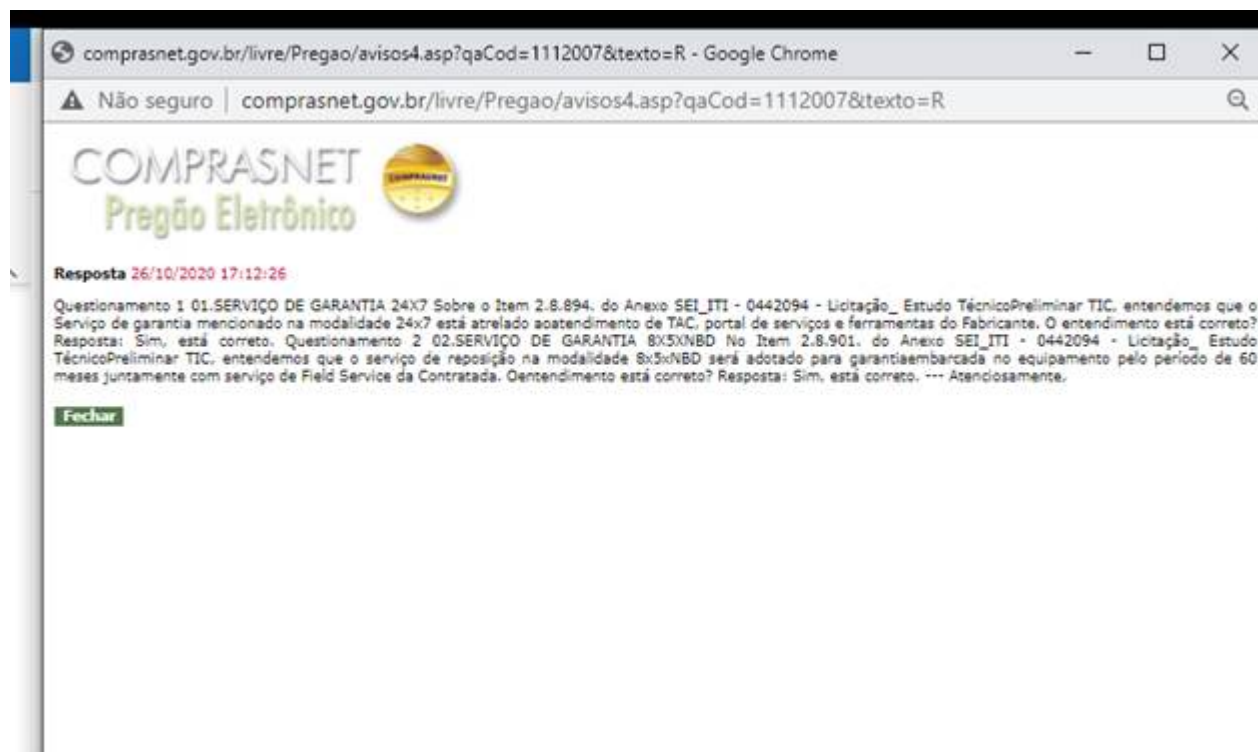 comprasnet.gov.br/livre/Pregao/avisos4.asp?qaCod=1112007&texto=R - Google Chrome
Não seguro | comprasnet.gov.br/livre/Pregao/avisos4.asp?qaCod=1112007&texto=R
COMPRASNET
COMPRASNET
Pregão Eletrônico
Resposta 26/10/2020 17:12:26
Questionamento 1 01.SERVIÇO DE GARANTIA 24X7 Sobre o Item 2.8.894. do Anexo SEI_ITI - 0442094 - Licitação_ Estudo TécnicoPreliminar TIC, entendemos que o
Serviço de garantia mencionado na modalidade 24x7 está atrelado aoatendimento de TAC, portal de serviços e ferramentas do Fabricante. O entendimento está correto?
Resposta: Sim, está correto. Questionamento 2 02.SERVIÇO DE GARANTIA 8X5XNBD No Item 2.8.901. do Anexo SEI_ITI - 0442094 - Licitação_ Estudo
TécnicoPreliminar TIC, entendemos que o serviço de reposição na modalidade 8x5xNBD será adotado para garantiaembarcada no equipamento pelo período de 60
meses juntamente com serviço de Field Service da Contratada. Oentendimento está correto? Resposta: Sim, está correto. --- Atenciosamente,
Fechar